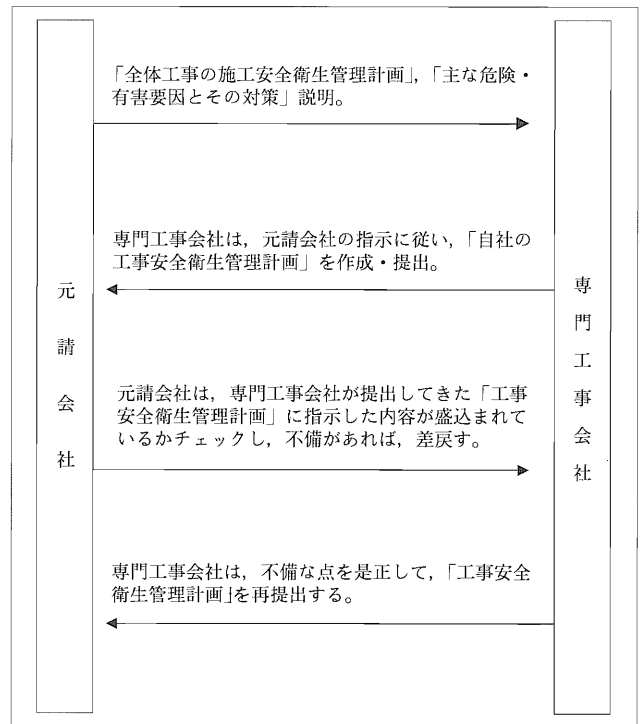 「全体工事の施工安全衛生管理計画」，「主な危険・
有害要因とその対策」説明。
専門工事会社は，元請会社の指示に従い，「自社の
工事安全衛生管理計画」を作成・提出。
元請会社
専門工事会社
元請会社は，専門工事会社が提出してきた「工事
安全衛生管理計画」に指示した内容が盛込まれて
いるかチェックし，不備があれば，差戻す。
専門工事会社は，不備な点を是正して，「工事安全
衛生管理計画」を再提出する。